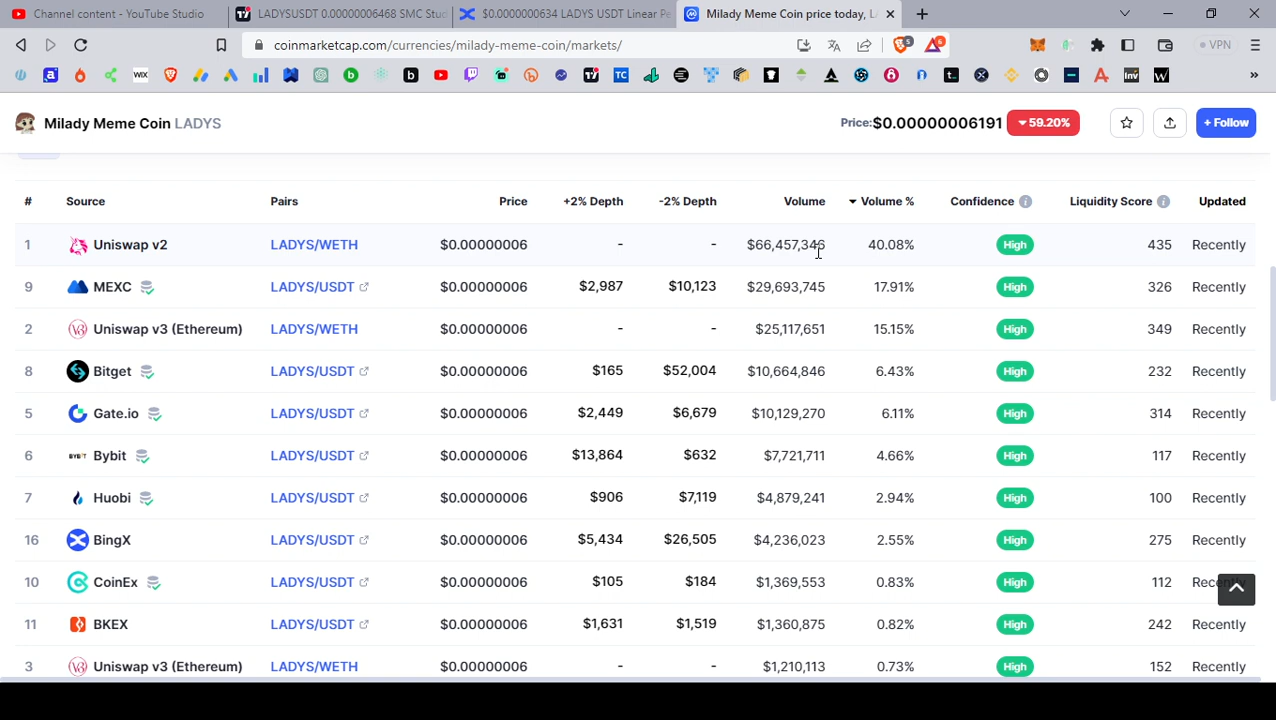 Channel content - YouTube Studio
LADYSUSDT 0.00000006468 SMC Stu
$0.0000000634 LADYS USDT Linear Pe
Milady Meme Coin price today, L
coinmarketcap.com/currencies/milady-meme-coin/markets/
5
6
VPN
WIX
TC
Inv
W
Milady Meme Coin LADYS
Price:$0.00000006191 59.20%
+ Follow
# Source Pairs Price +2% Depth -2% Depth Volume Volume % Confidence Liquidity Score Updated
1 Uniswap v2 LADYS/WETH $0.00000006 - - $66,457,346 40.08% High 435 Recently
9 MEXC LADYS/USDT $0.00000006 $2,987 $10,123 $29,693,745 17.91% High 326 Recently
2 Uniswap v3 (Ethereum) LADYS/WETH $0.00000006 - - $25,117,651 15.15% High 349 Recently
8 Bitget LADYS/USDT $0.00000006 $165 $52,004 $10,664,846 6.43% High 232 Recently
5 Gate.io LADYS/USDT $0.00000006 $2,449 $6,679 $10,129,270 6.11% High 314 Recently
6 BYBIT Bybit LADYS/USDT $0.00000006 $13,864 $632 $7,721,711 4.66% High 117 Recently
7 Huobi LADYS/USDT $0.00000006 $906 $7,119 $4,879,241 2.94% High 100 Recently
16 BingX LADYS/USDT $0.00000006 $5,434 $26,505 $4,236,023 2.55% High 275 Recently
10 CoinEx LADYS/USDT $0.00000006 $105 $184 $1,369,553 0.83% High 112 Recently
11 BKEX LADYS/USDT $0.00000006 $1,631 $1,519 $1,360,875 0.82% High 242 Recently
3 Uniswap v3 (Ethereum) LADYS/WETH $0.00000006 - - $1,210,113 0.73% High 152 Recently